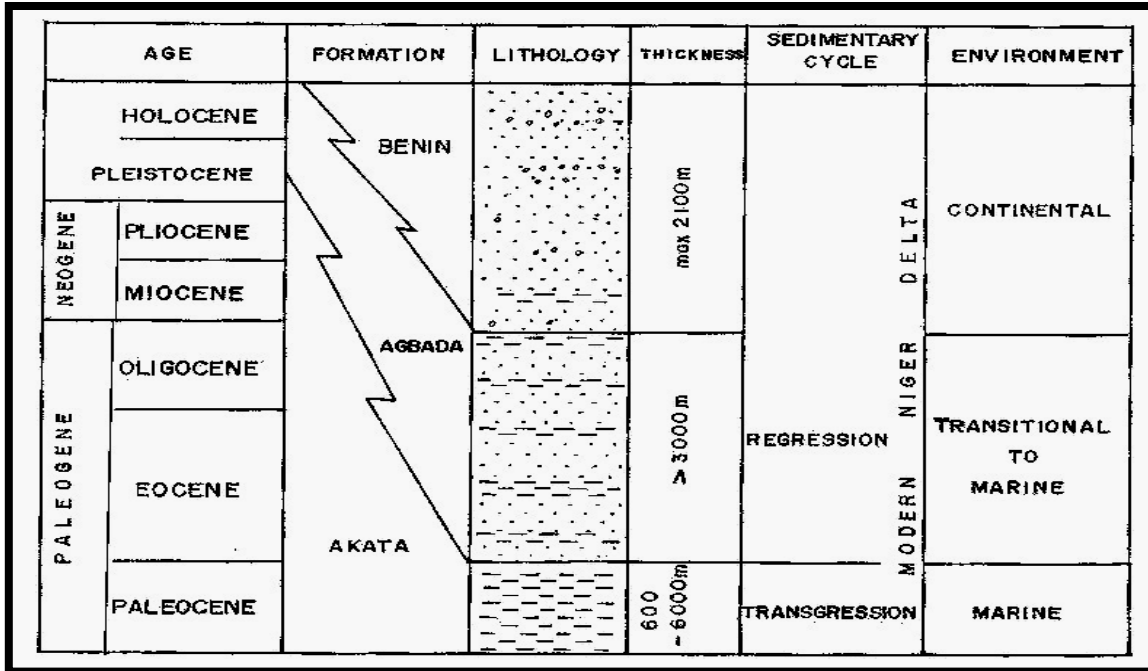 AGE
FORMATION
LITHOLOGY
THICKNESS
SEDIMENTARY
CYCLE
ENVIRONMENT
HOLOCENE
PLEISTOCENE
NEOGENE
PLIOCENE
MIOCENE
PALEOGENE
OLIGOCENE
EOCENE
PALEOCENE
BENIN
AGBADA
AKATA
max 2100m
> 3000m
600
-6000m
REGRESSION
TRANSGRESSION
MODERN NIGER DELTA
CONTINENTAL
TRANSITIONAL
TO
MARINE
MARINE